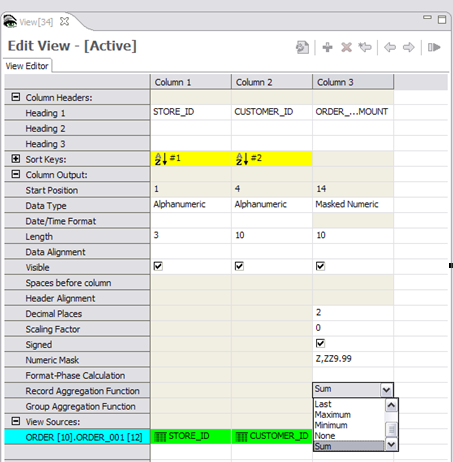 View[34]
Edit View - [Active]
View Editor
Column 1 Column 2 Column 3
Column Headers:
Heading 1 STORE_ID CUSTOMER_ID ORDER_...MOUNT
Heading 2
Heading 3
Sort Keys: #1 #2
Column Output:
Start Position 1 4 14
Data Type Alphanumeric Alphanumeric Masked Numeric
Date/Time Format
Length 3 10 10
Data Alignment
Visible
Spaces before column
Header Alignment
Decimal Places 2
Scaling Factor 0
Signed
Numeric Mask Z,ZZ9.99
Format-Phase Calculation
Record Aggregation Function Sum
Group Aggregation Function Last
Maximum
Minimum
None
Sum
View Sources:
ORDER [10].ORDER_001 [12] STORE_ID CUSTOMER_ID